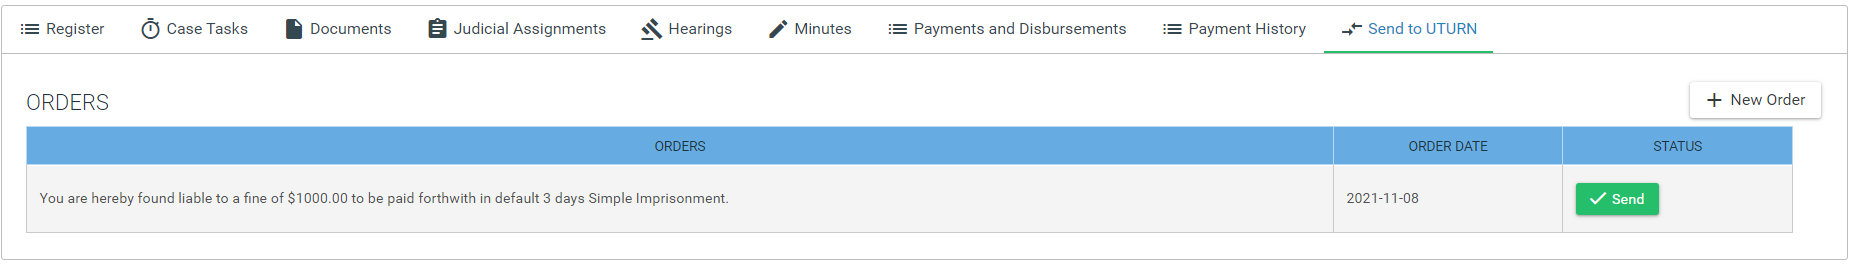 Register Case Tasks Documents Judicial Assignments Hearings Minutes Payments and Disbursements Payment History Send to UTURN
ORDERS
New Order
ORDERS ORDER DATE STATUS
You are hereby found liable to a fine of $1000.00 to be paid forthwith in default 3 days Simple Imprisonment. 2021-11-08 Send